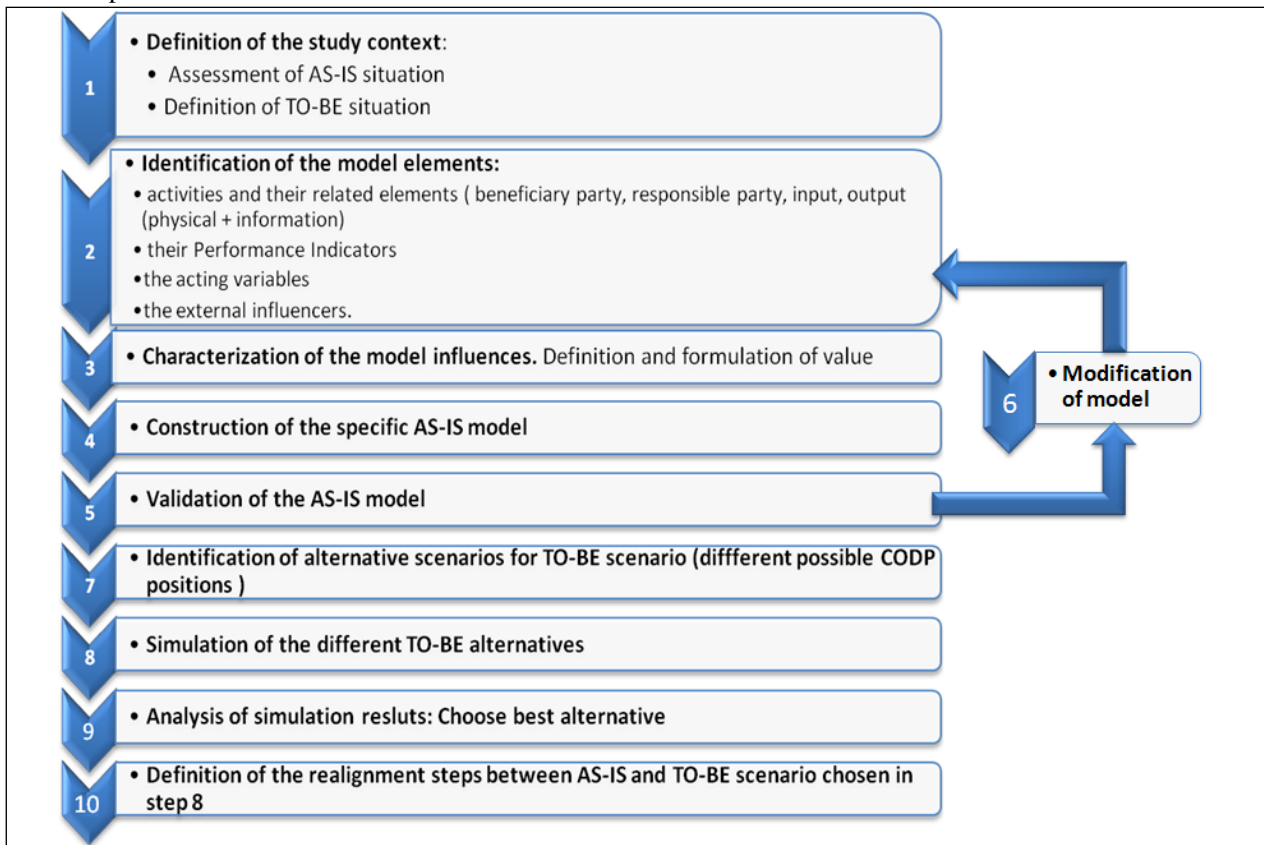 1
• Definition of the study context:
• Assessment of AS-IS situation
• Definition of TO-BE situation
2
• Identification of the model elements:
• activities and their related elements ( beneficiary party, responsible party, input, output
(physical + information)
• their Performance Indicators
•the acting variables
•the external influencers.
3
• Characterization of the model influences. Definition and formulation of value
4
• Construction of the specific AS-IS model
5
• Validation of the AS-IS model
6
• Modification
of model
7
• Identification of alternative scenarios for TO-BE scenario (diffferent possible CODP
positions )
8
• Simulation of the different TO-BE alternatives
9
• Analysis of simulation resluts: Choose best alternative
10
• Definition of the realignment steps between AS-IS and TO-BE scenario chosen in
step 8